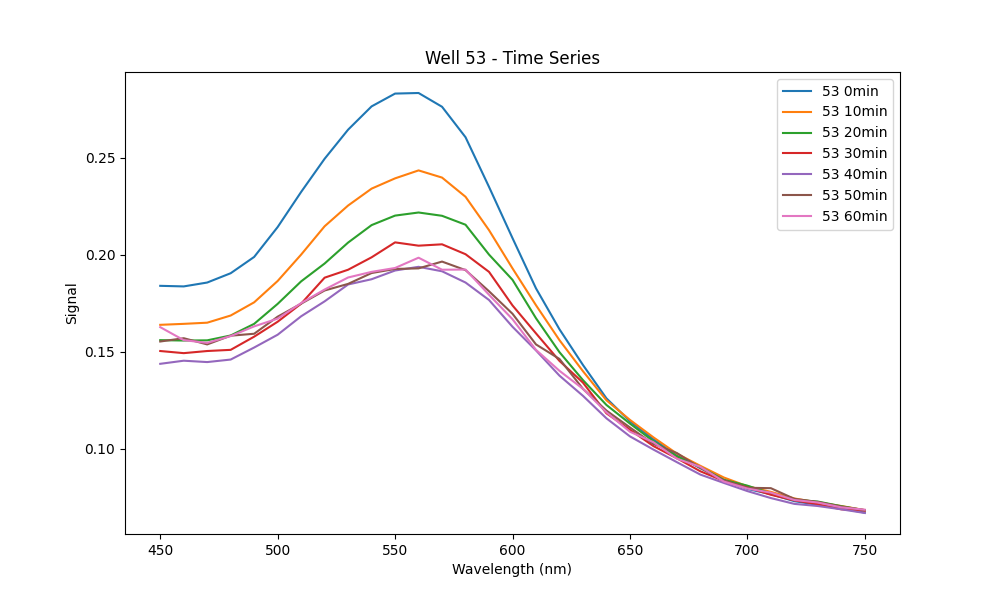 Well 53 - Time Series
53 0min
53 10min
53 20min
53 30min
53 40min
53 50min
53 60min
Signal
0.25
0.20
0.15
0.10
450 500 550 600 650 700 750
Wavelength (nm)